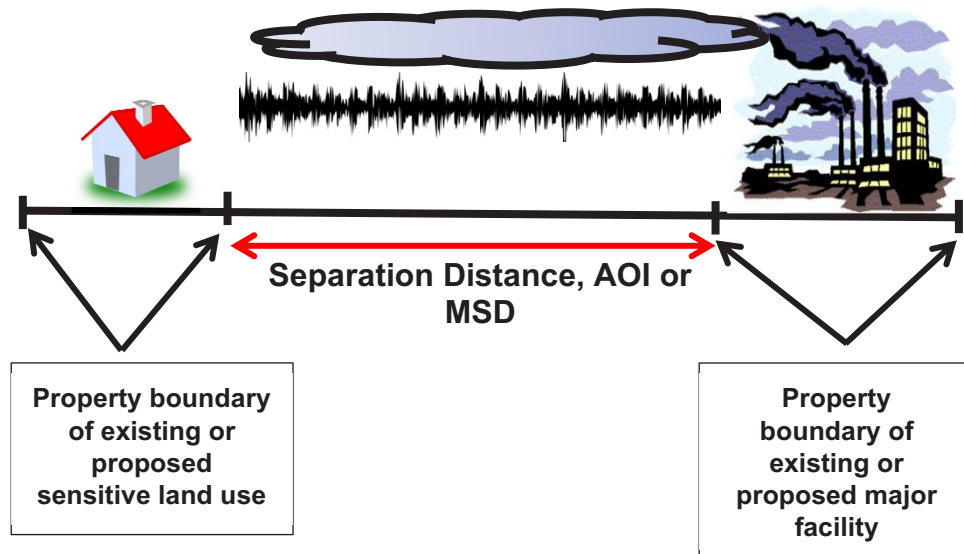 Separation Distance, AOI or
MSD
Property boundary
of existing or
proposed
sensitive land use
Property
boundary of
existing or
proposed major
facility